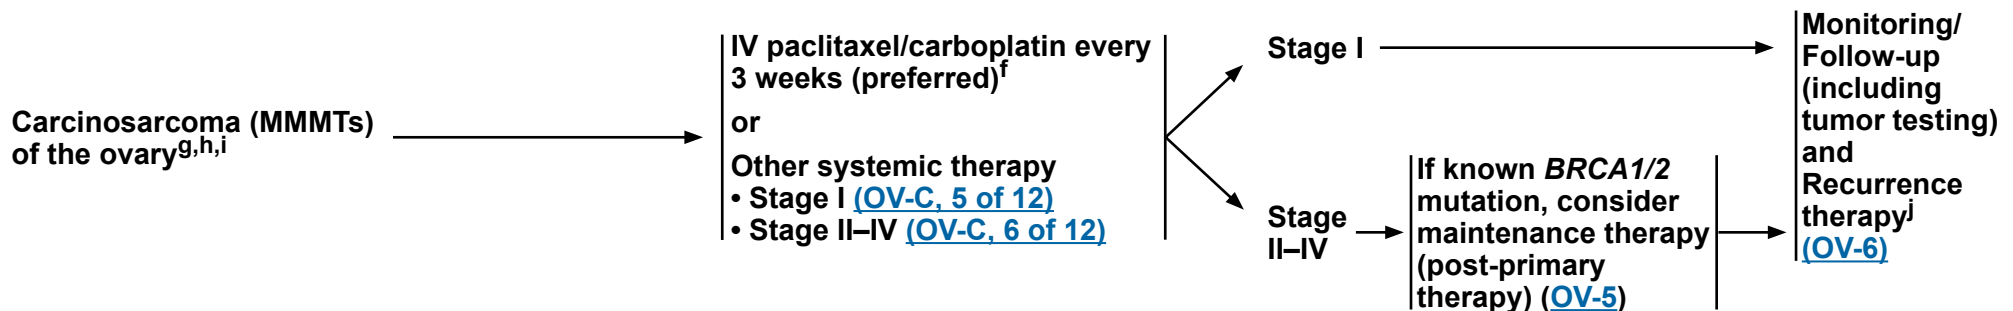 Carcinosarcoma (MMMTs)
of the ovaryg,h,i
IV paclitaxel/carboplatin every
3 weeks (preferred)f
or
Other systemic therapy
• Stage I (OV-C, 5 of 12)
• Stage II–IV (OV-C, 6 of 12)
Stage I
Stage
II–IV
If known BRCA1/2
mutation, consider
maintenance therapy
(post-primary
therapy) (OV-5)
Monitoring/
Follow-up
(including
tumor testing)
and
Recurrence
therapyj
(OV-6)